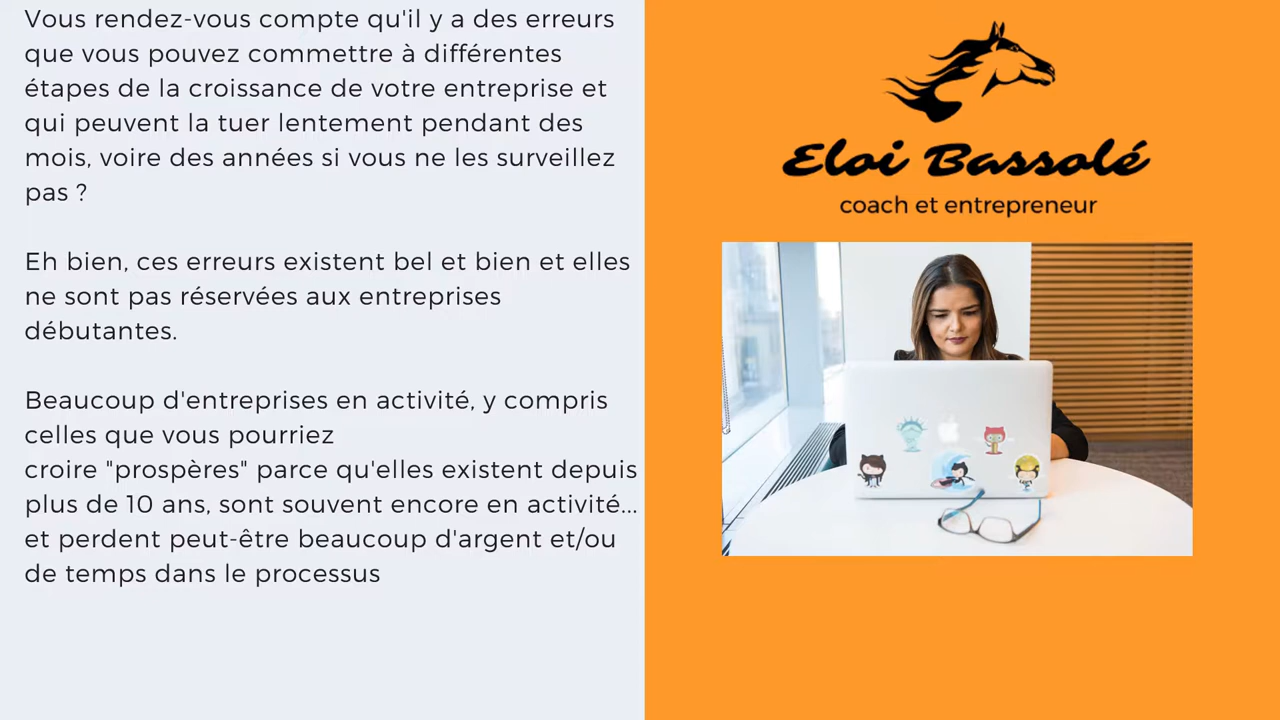 Vous rendez-vous compte qu'il y a des erreurs
que vous pouvez commettre à différentes
étapes de la croissance de votre entreprise et
qui peuvent la tuer lentement pendant des
mois, voire des années si vous ne les surveillez
pas ?
Eh bien, ces erreurs existent bel et bien et elles
ne sont pas réservées aux entreprises
débutantes.
Beaucoup d'entreprises en activité, y compris
celles que vous pourriez
croire "prospères" parce qu'elles existent depuis
plus de 10 ans, sont souvent encore en activité...
et perdent peut-être beaucoup d'argent et/ou
de temps dans le processus
Eloi Bassolé
coach et entrepreneur